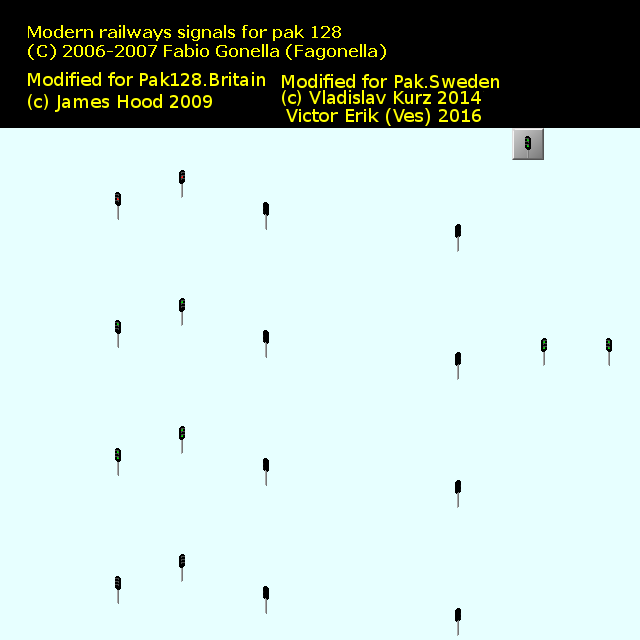 Modern railways signals for pak 128
(C) 2006-2007 Fabio Gonella (Fagonella)
Modified for Pak128.Britain
(c) James Hood 2009
Modified for Pak.Sweden
(c) Vladislav Kurz 2014
Victor Erik (Ves) 2016